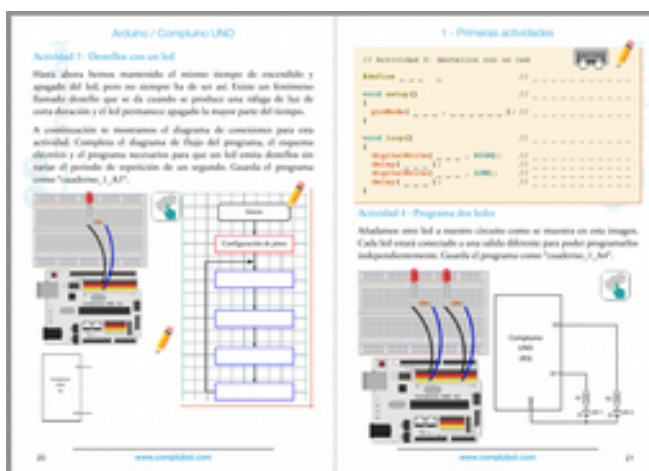 Arduino / Compluino UNO
Actividad 3 - Destellos con un led
Hasta ahora hemos mantenido el mismo tiempo de encendido y
apagado del led, pero no siempre ha de ser así. Existe un fenómeno
llamado destello que se da cuando se produce una ráfaga de luz de
corta duración y el led permanece apagado la mayor parte del tiempo.
A continuación te mostramos el diagrama de conexiones para esta
actividad. Completa el diagrama de flujo del programa, el esquema
eléctrico y el programa necesarios para que un led emita destellos sin
variar el periodo de repetición de un segundo. Guarda el programa
como "cuaderno_1_A3".
Inicio
Configuración de pines
Compluino
UNO
20
www.complubot.com
1 - Primeras actividades
// Actividad 3: destellos con un led
#define _ _ _ _ // _ _ _ _ _ _ _ _ _ _
void setup() // _ _ _ _ _ _ _ _ _ _
{
pinMode( _ _ _ , _ _ _ _ _ _ ); // _ _ _ _ _ _ _ _ _ _
}
void loop() // _ _ _ _ _ _ _ _ _ _
{
digitalWrite( _ _ _ , HIGH); // _ _ _ _ _ _ _ _ _ _
delay( _ _ _ ); // _ _ _ _ _ _ _ _ _ _
digitalWrite( _ _ _ , LOW); // _ _ _ _ _ _ _ _ _ _
delay( _ _ _ ); // _ _ _ _ _ _ _ _ _ _
}
Actividad 4 - Programa dos ledes
Añadamos otro led a nuestro circuito como se muestra en esta imagen.
Cada led estará conectado a una salida diferente para poder programarlos
independientemente. Guarda el programa como "cuaderno_1_A4".
Compluino
UNO
(R3)
www.complubot.com
21